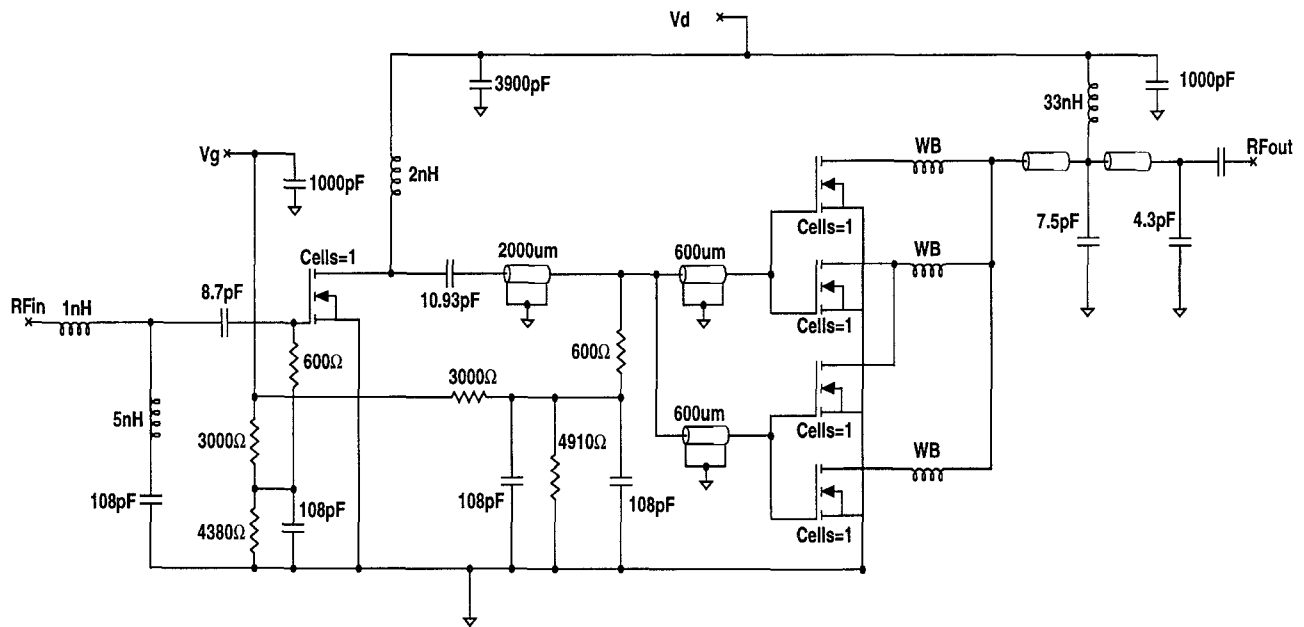 Vd
3900pF
33nH
1000pF
Vg
1000pF
2nH
WB
RFout
Cells=1
2000um
600um
Cells=1
7.5pF
4.3pF
RFin
1nH
8.7pF
10.93pF
WB
600Ω
600Ω
Cells=1
3000Ω
5nH
3000Ω
4910Ω
600um
Cells=1
WB
108pF
108pF
108pF
108pF
4380Ω
Cells=1